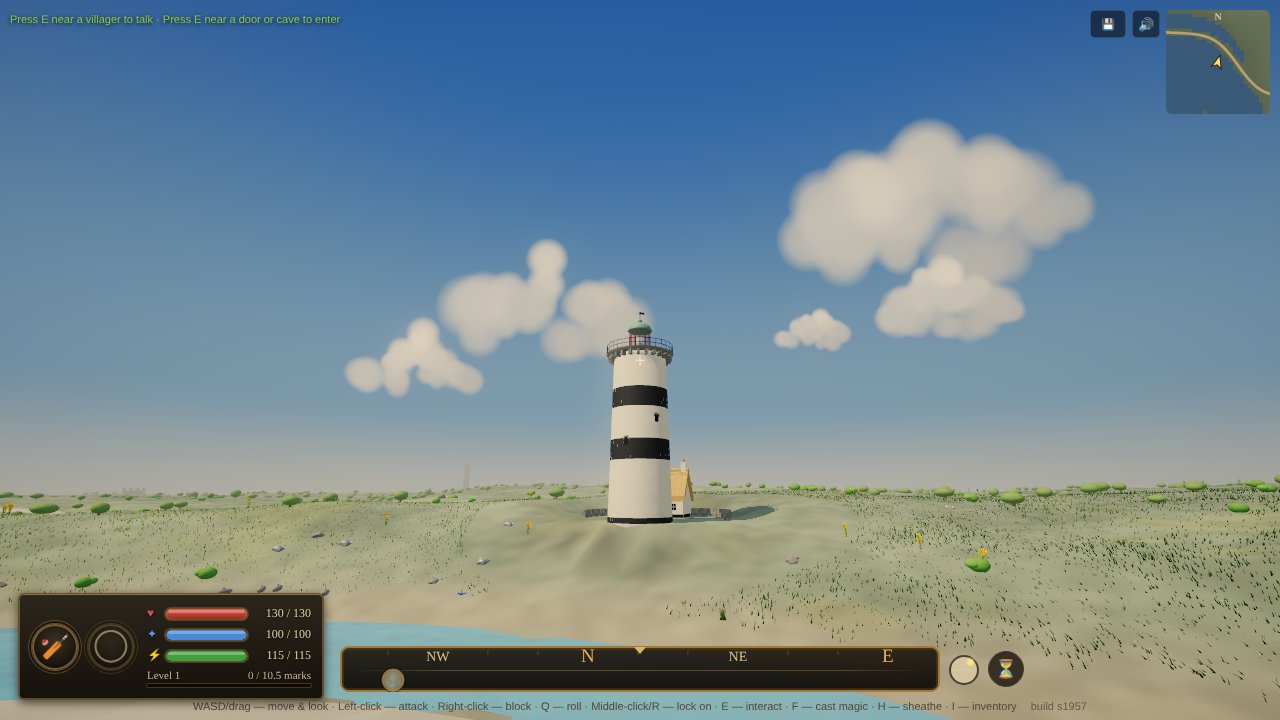 Press E near a villager to talk · Press E near a door or cave to enter
N
130 / 130
100 / 100
115 / 115
Level 1
0 / 10,5 marks
NW
N
NE
E
WASD/drag — move & look · Left-click — attack · Right-click — block · Q — roll · Middle-click/R — lock on · E — interact · F — cast magic · H — sheathe · I — inventory
build s1957